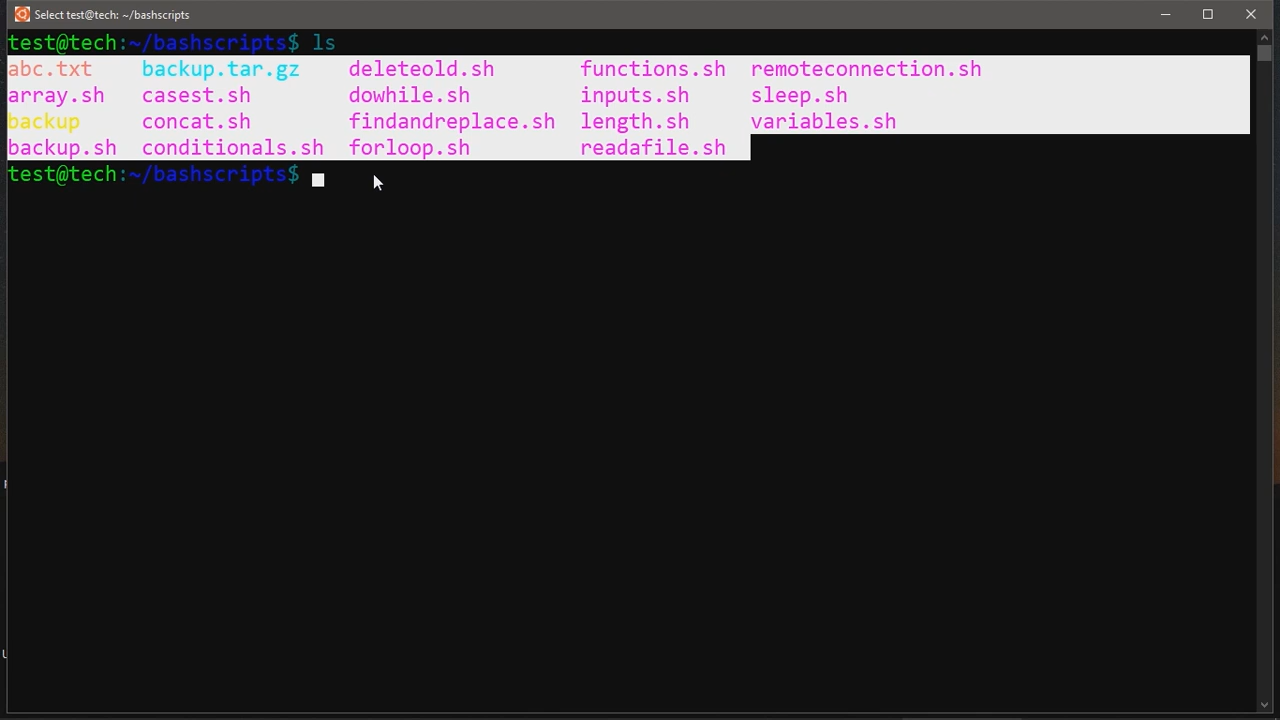 Select test@tech: ~/bashscripts
test@tech:~/bashscripts$ ls
abc.txt backup.tar.gz deleteold.sh functions.sh remoteconnection.sh
array.sh casest.sh dowhile.sh inputs.sh sleep.sh
backup concat.sh findandreplace.sh length.sh variables.sh
backup.sh conditionals.sh forloop.sh readafile.sh
test@tech:~/bashscripts$